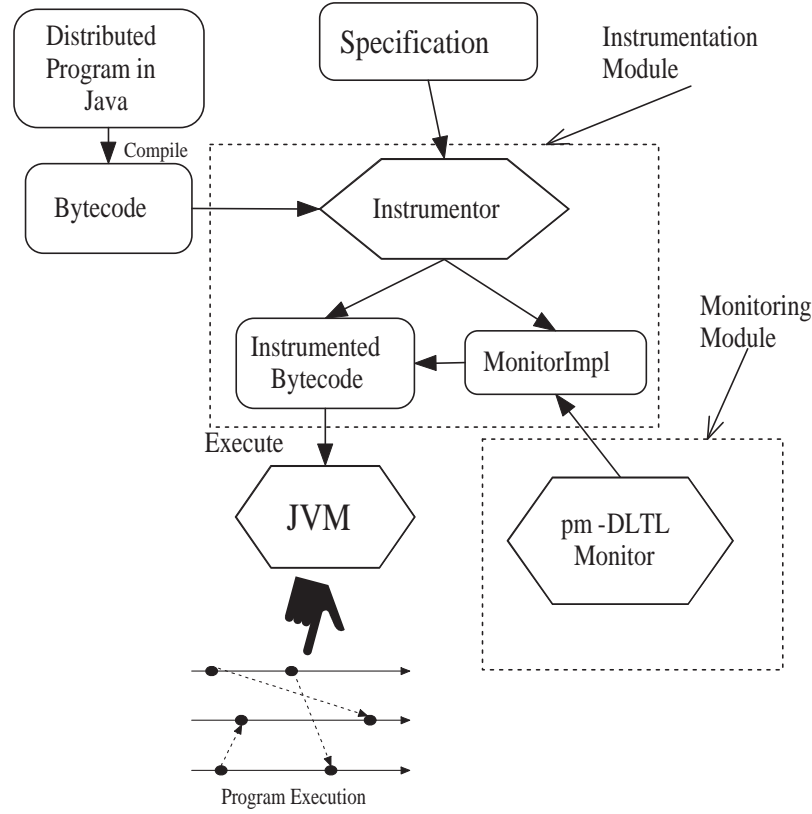 Distributed
Program in
Java
Specification
Instrumentation
Module
Compile
Bytecode
Instrumentor
Monitoring
Module
Instrumented
Bytecode
MonitorImpl
Execute
JVM
pm -DLTL
Monitor
Program Execution